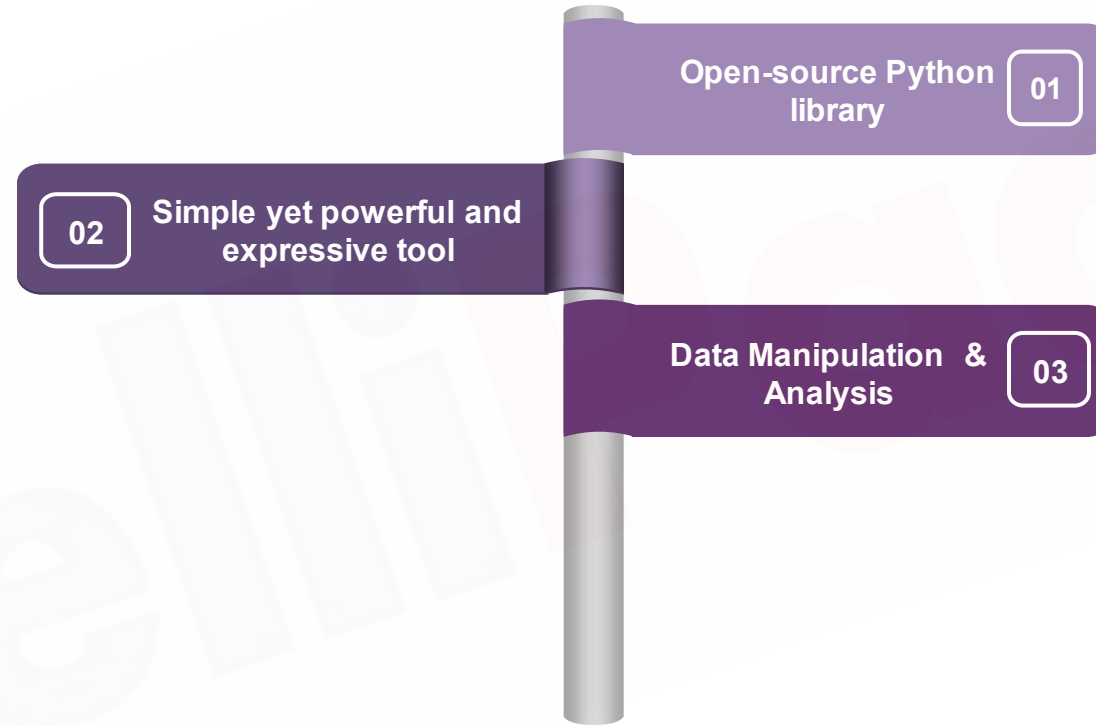 Open-source Python
library
01
02
Simple yet powerful and
expressive tool
Data Manipulation &
Analysis
03